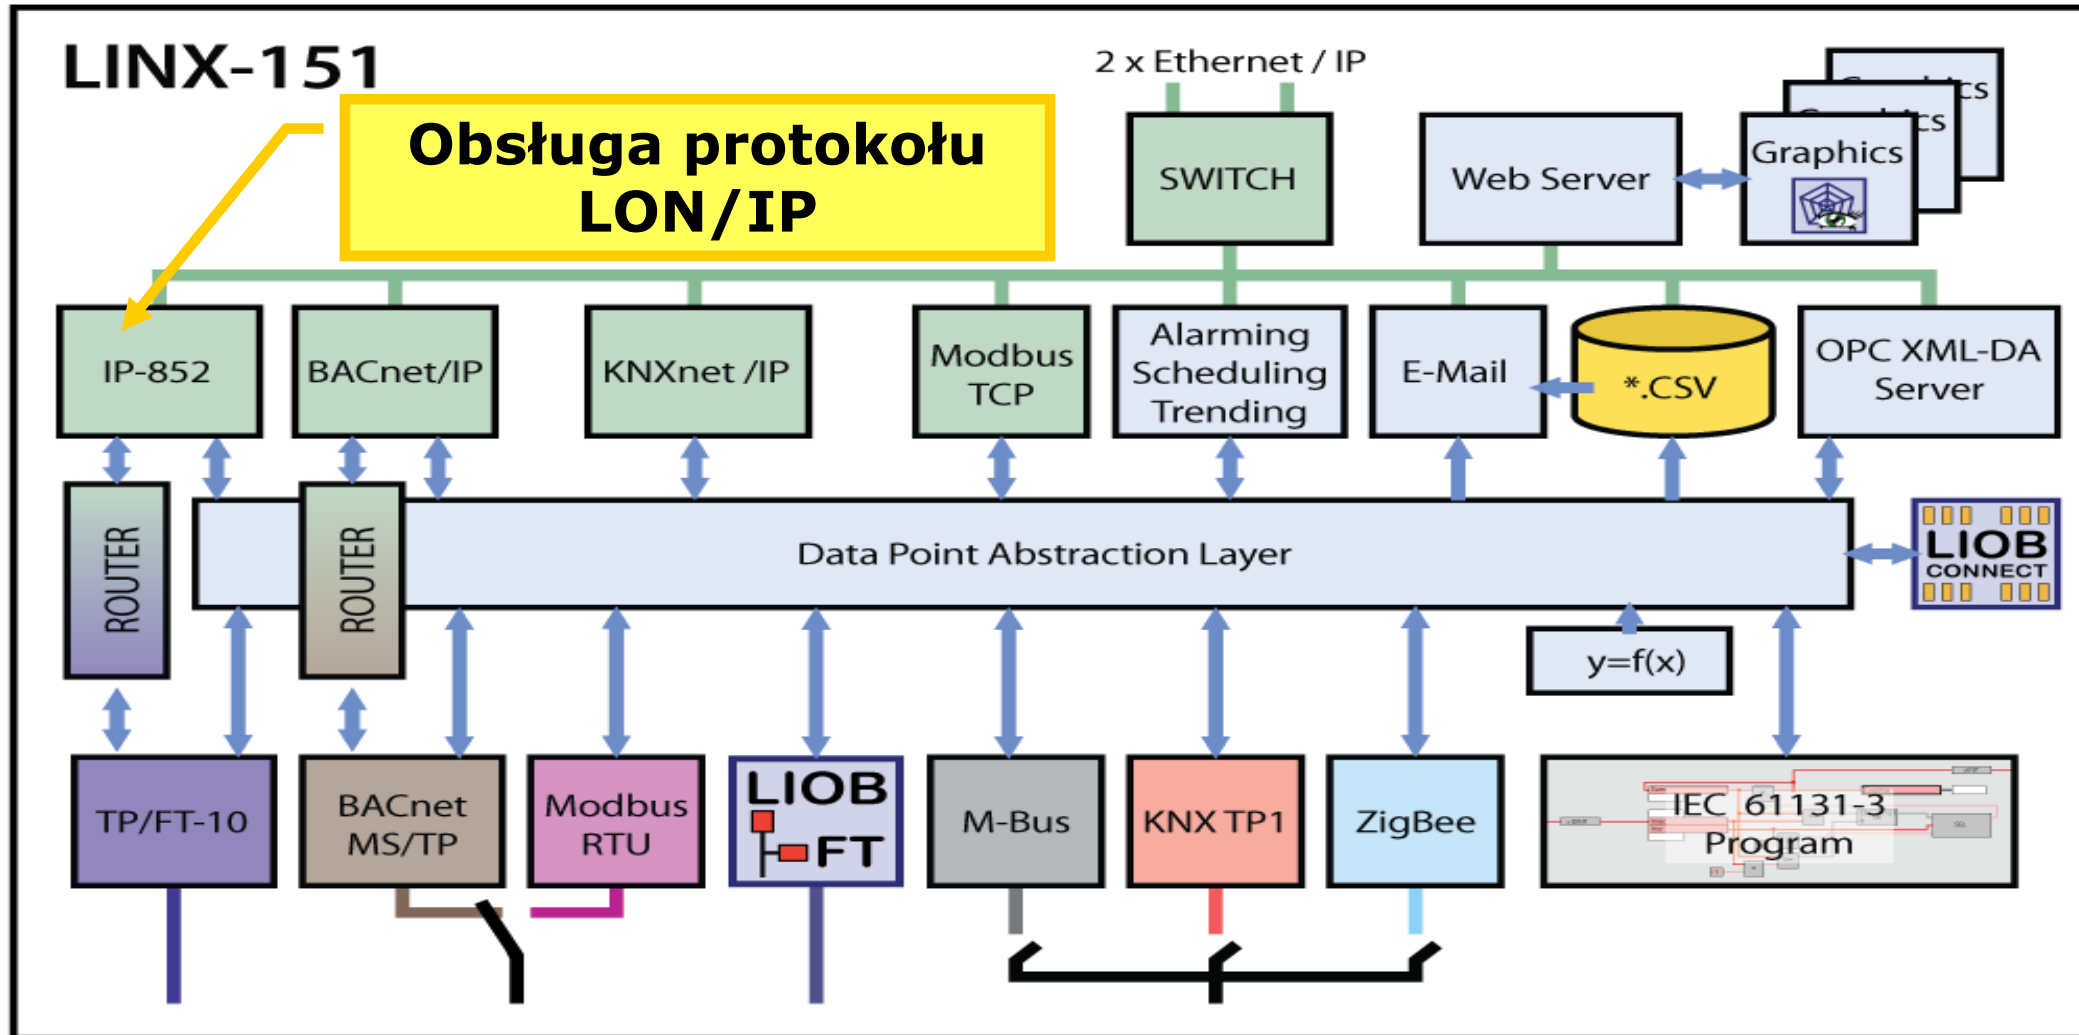 LINX-151
2 x Ethernet / IP
Obsługa protokołu
LON/IP
SWITCH
Web Server
Graphics
cs
cs
IP-852
BACnet/IP
KNXnet /IP
Modbus
TCP
Alarming
Scheduling
Trending
E-Mail
*.CSV
OPC XML-DA
Server
ROUTER
ROUTER
Data Point Abstraction Layer
LIOB
CONNECT
y=f(x)
TP/FT-10
BACnet
MS/TP
Modbus
RTU
LIOB
FT
M-Bus
KNX TP1
ZigBee
IEC 61131-3
Program